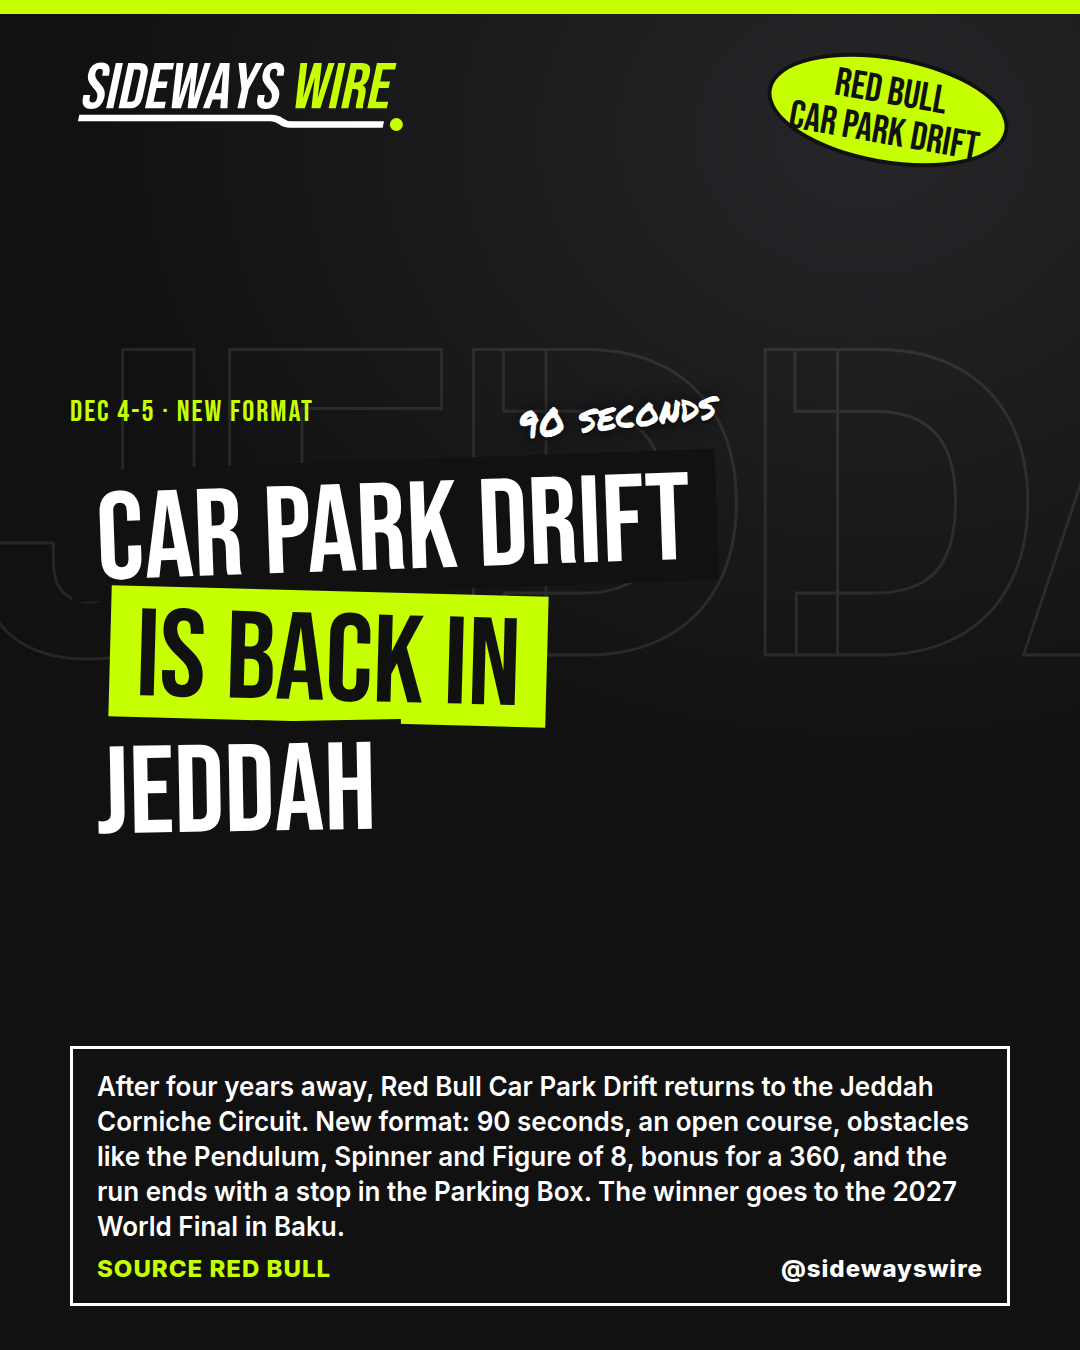 SIDEWAYS WIRE
RED BULL
CAR PARK DRIFT
JEDDA
DEC 4-5 · NEW FORMAT
90 SECONDS
CAR PARK DRIFT
IS BACK IN
JEDDAH
After four years away, Red Bull Car Park Drift returns to the Jeddah
Corniche Circuit. New format: 90 seconds, an open course, obstacles
like the Pendulum, Spinner and Figure of 8, bonus for a 360, and the
run ends with a stop in the Parking Box. The winner goes to the 2027
World Final in Baku.
SOURCE RED BULL
@sidewayswire